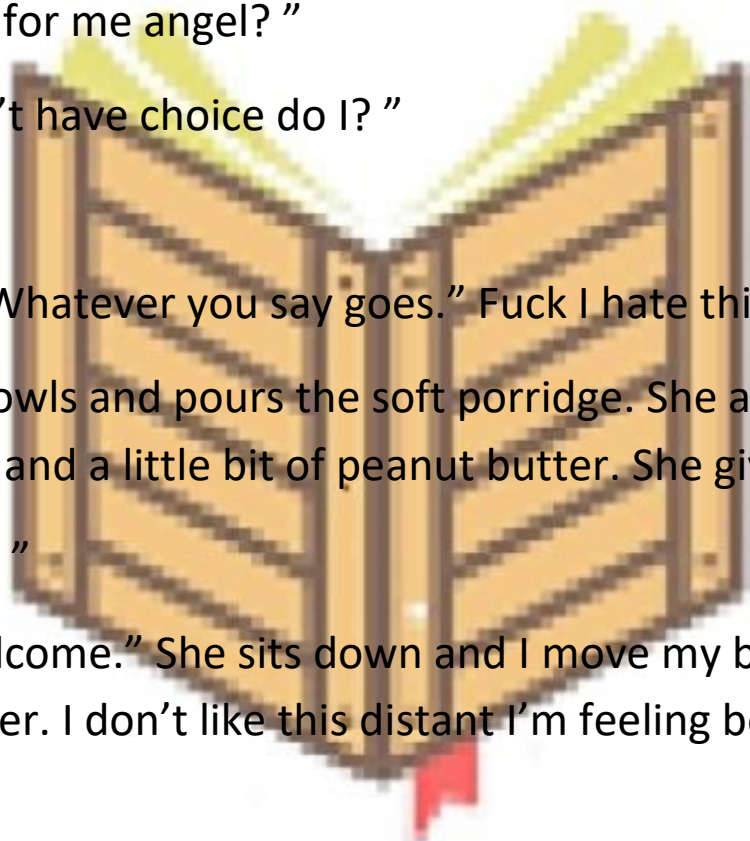 for me angel? ”
’t have choice do I? ”
Whatever you say goes.” Fuck I hate thi
owls and pours the soft porridge. She a
and a little bit of peanut butter. She gi
”
lcome.” She sits down and I move my b
er. I don’t like this distant I’m feeling be